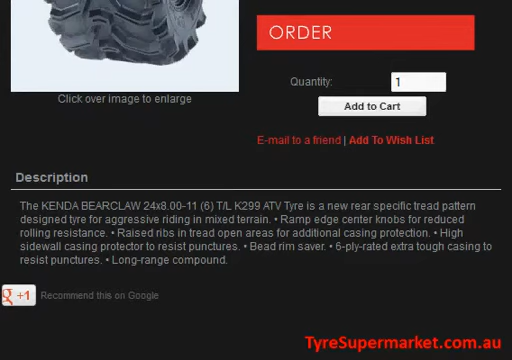 ORDER
Quantity: 1
Click over image to enlarge
Add to Cart
E-mail to a friend | Add To Wish List
Description
The KENDA BEARCLAW 24x8.00-11 (6) T/L K299 ATV Tyre is a new rear specific tread pattern
designed tyre for aggressive riding in mixed terrain. • Ramp edge center knobs for reduced
rolling resistance. • Raised ribs in tread open areas for additional casing protection. • High
sidewall casing protector to resist punctures. • Bead rim saver. • 6-ply-rated extra tough casing to
resist punctures. • Long-range compound.
g +1 Recommend this on Google
TyreSupermarket.com.au